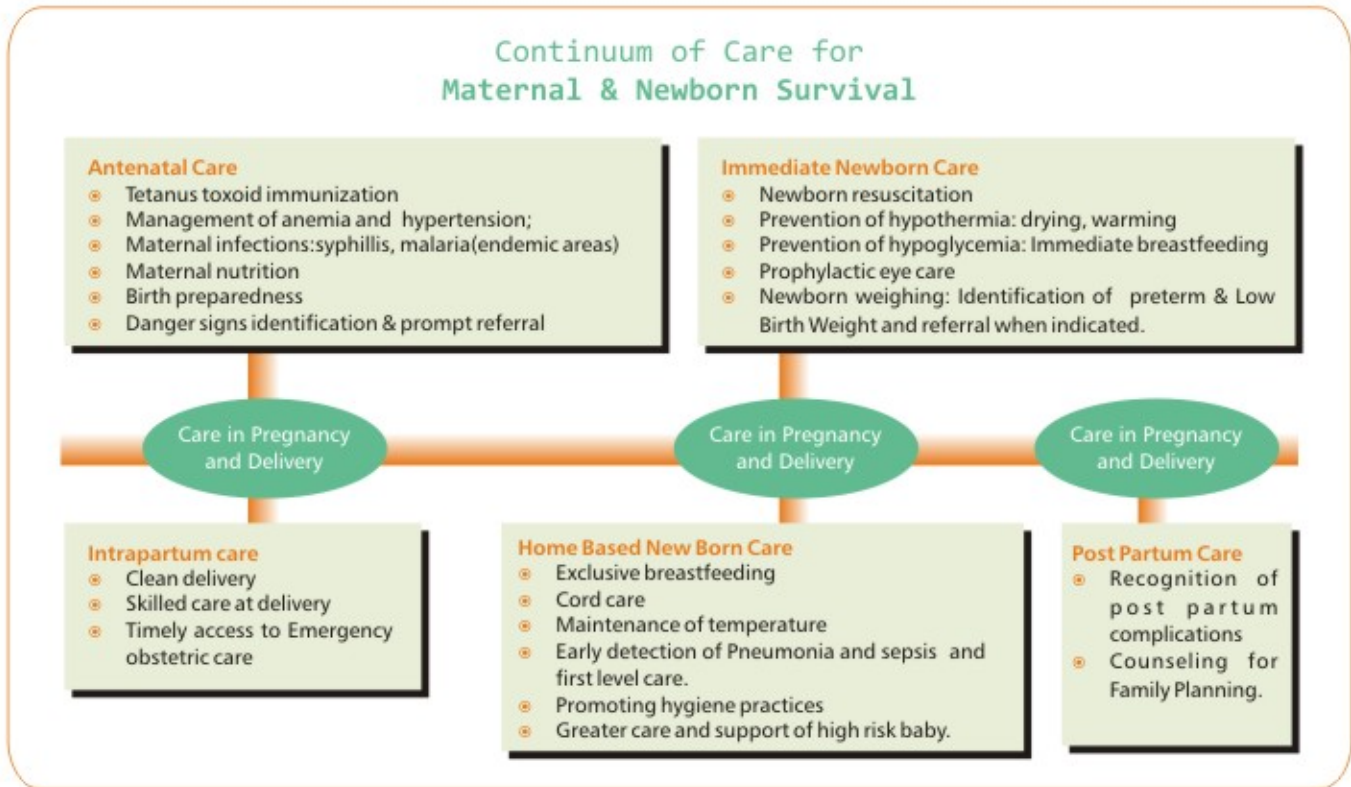 Continuum of Care for
Maternal & Newborn Survival
Antenatal Care
Tetanus toxoid immunization
Management of anemia and hypertension;
Maternal infections:syphillis, malaria(endemic areas)
Maternal nutrition
Birth preparedness
Danger signs identification & prompt referral
Immediate Newborn Care
Newborn resuscitation
Prevention of hypothermia: drying, warming
Prevention of hypoglycemia: Immediate breastfeeding
Prophylactic eye care
Newborn weighing: Identification of preterm & Low
Birth Weight and referral when indicated.
Care in Pregnancy
and Delivery
Care in Pregnancy
and Delivery
Care in Pregnancy
and Delivery
Intrapartum care
Clean delivery
Skilled care at delivery
Timely access to Emergency
obstetric care
Home Based New Born Care
Exclusive breastfeeding
Cord care
Maintenance of temperature
Early detection of Pneumonia and sepsis and
first level care.
Promoting hygiene practices
Greater care and support of high risk baby.
Post Partum Care
Recognition of
post partum
complications
Counseling for
Family Planning.